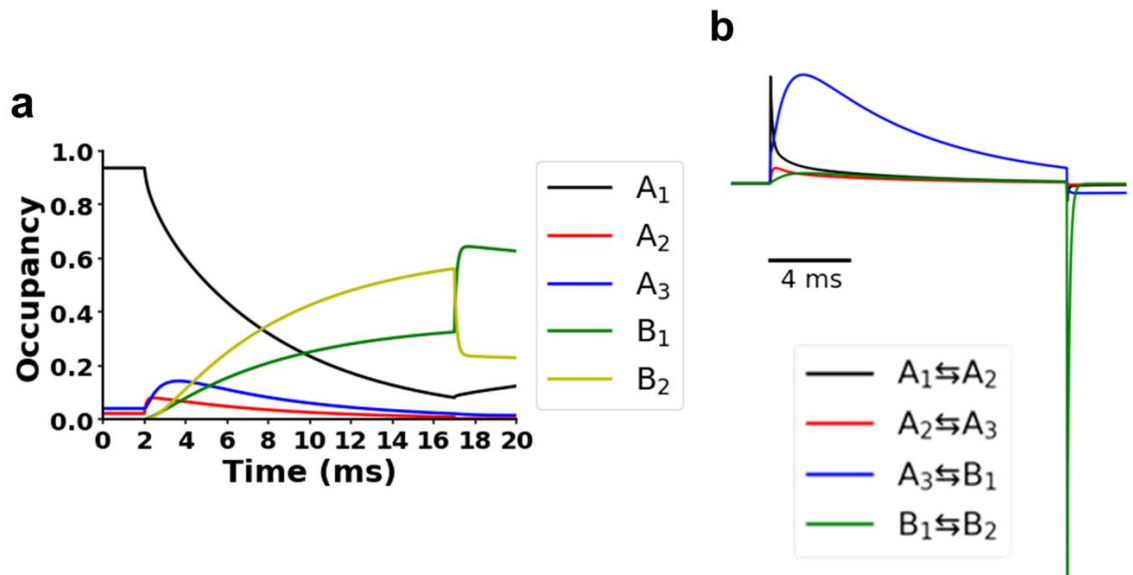 a
Occupancy
1.0
0.8
0.6
0.4
0.2
0.0
0 2 4 6 8 10 12 14 16 18 20
Time (ms)
A₁
A₂
A₃
B₁
B₂
b
4 ms
A₁⇆A₂
A₂⇆A₃
A₃⇆B₁
B₁⇆B₂